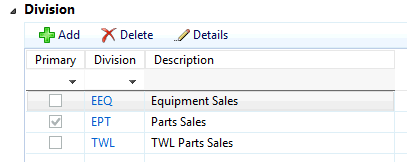 Division
Add Delete Details
Primary Division Description
EEQ Equipment Sales
EPT Parts Sales
TWL TWL Parts Sales